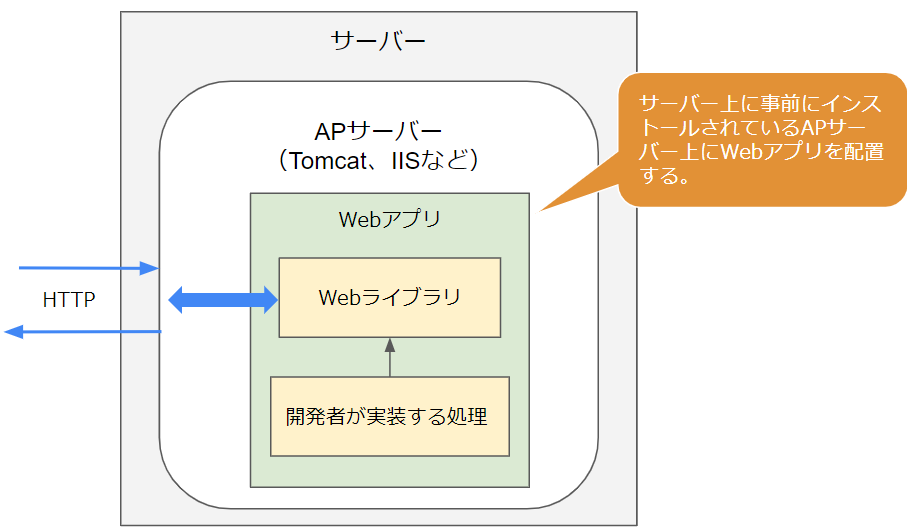 サーバー
APサーバー
（Tomcat、IISなど）
サーバー上に事前にインス
トールされているAPサー
バー上にWebアプリを配置
する。
Webアプリ
Webライブラリ
HTTP
開発者が実装する処理